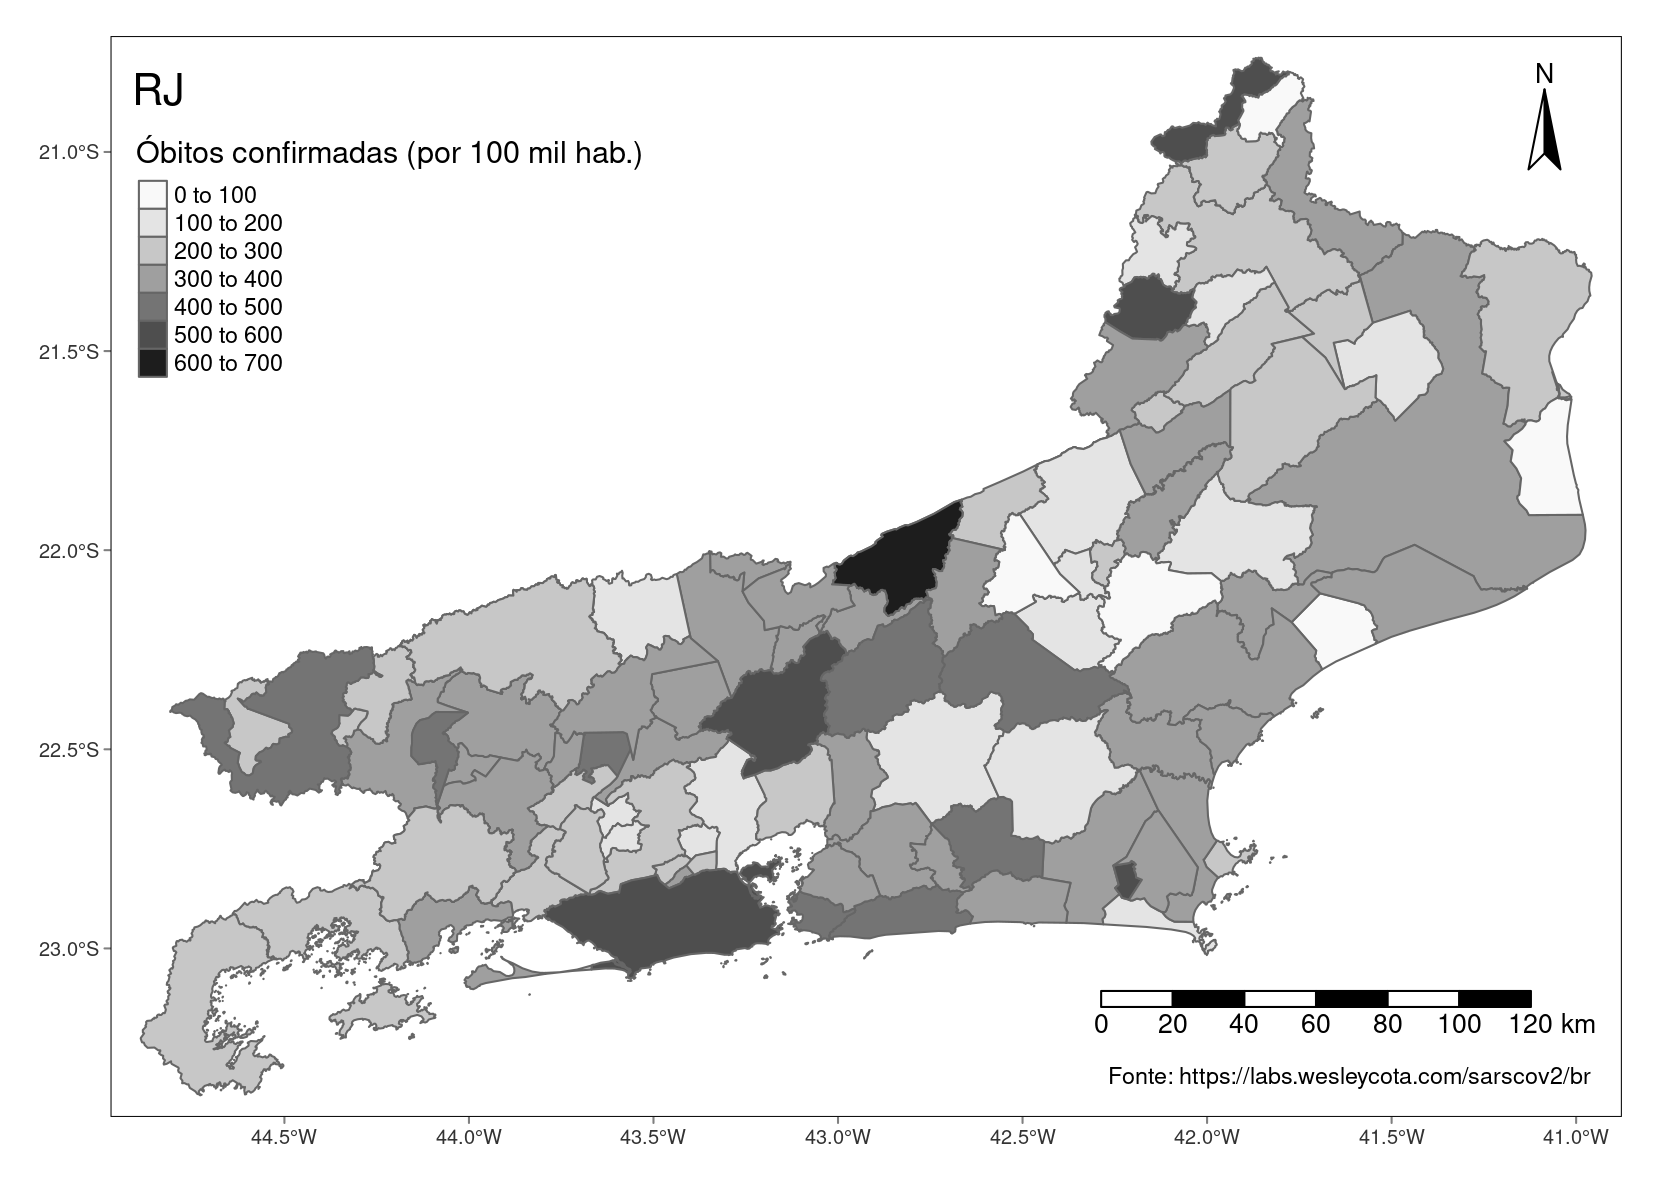 RJ
N
Óbitos confirmadas (por 100 mil hab.)
0 to 100
100 to 200
200 to 300
300 to 400
400 to 500
500 to 600
600 to 700
21.0°S
21.5°S
22.0°S
22.5°S
23.0°S
0 20 40 60 80 100 120 km
Fonte: https://labs.wesleycota.com/sarscov2/br
44.5°W 44.0°W 43.5°W 43.0°W 42.5°W 42.0°W 41.5°W 41.0°W